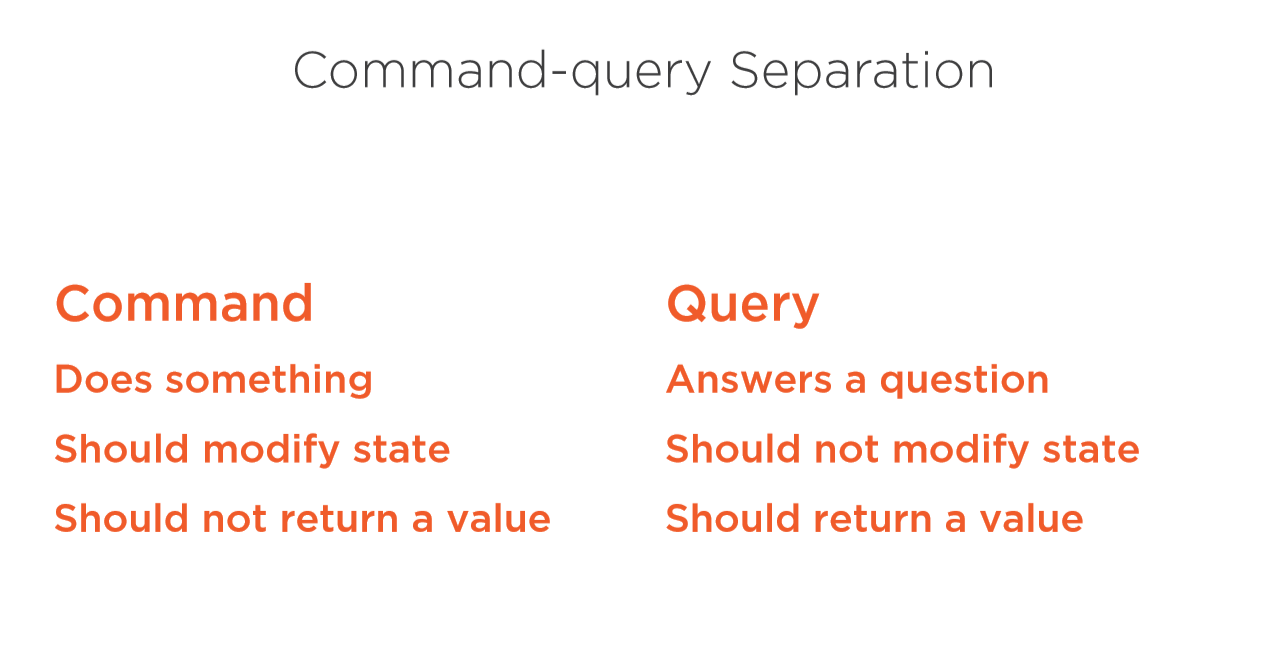 Command-query Separation
Command
Does something
Should modify state
Should not return a value
Query
Answers a question
Should not modify state
Should return a value